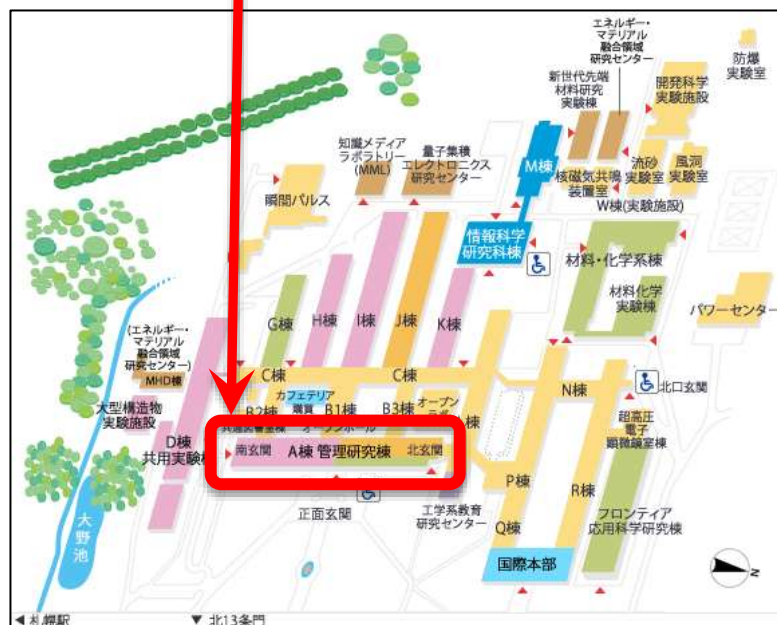 エネルギー・
マテリアル
融合領域
研究センター
防爆
実験室
新世代先端
材料研究
実験棟
開発科学
実験施設
知識メディア
ラボラトリー
(MML)
量子集積
エレクトロニクス
研究センター
M棟
核磁気共鳴
装置室
流砂
実験室
風洞
実験室
W棟(実験施設)
瞬間パルス
情報科学
研究科棟
材料・化学系棟
材料化学
実験棟
パワーセンター
G棟
H棟
I棟
J棟
K棟
(エネルギー・
マテリアル
融合領域
研究センター)
MHD棟
C棟
C棟
N棟
北口玄関
カフェテリア
購買
オープン
大型構造物
実験施設
B2棟
B1棟
B3棟
棟
超高圧
電子
顕微鏡室棟
オープンホール
D棟
共用実験
南玄関
A棟 管理研究棟
北玄関
P棟
R棟
正面玄関
工学系教育
研究センター
Q棟
フロンティア
応用科学研究棟
大野池
国際本部
N
◀ 札幌駅
▼ 北13条門